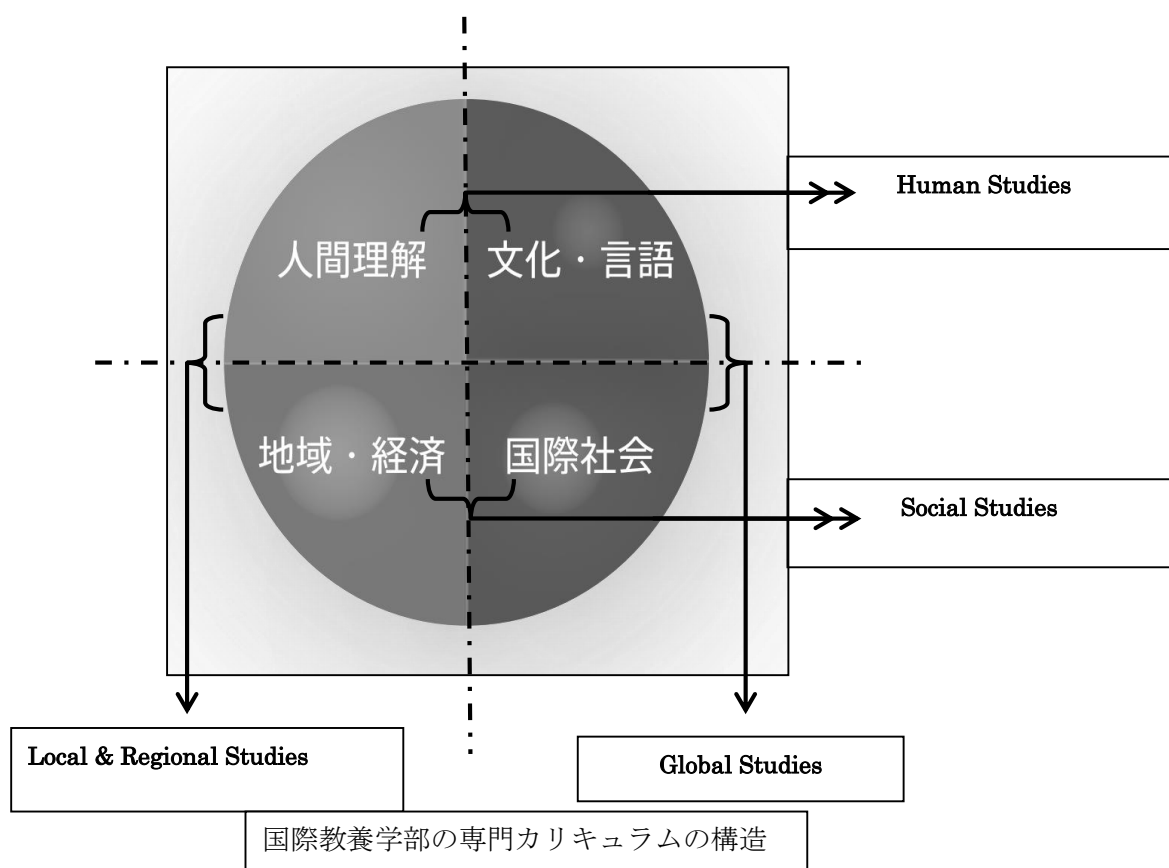 Human Studies
人間理解
文化・言語
地域・経済
国際社会
Social Studies
Local & Regional Studies
Global Studies
国際教養学部の専門カリキュラムの構造